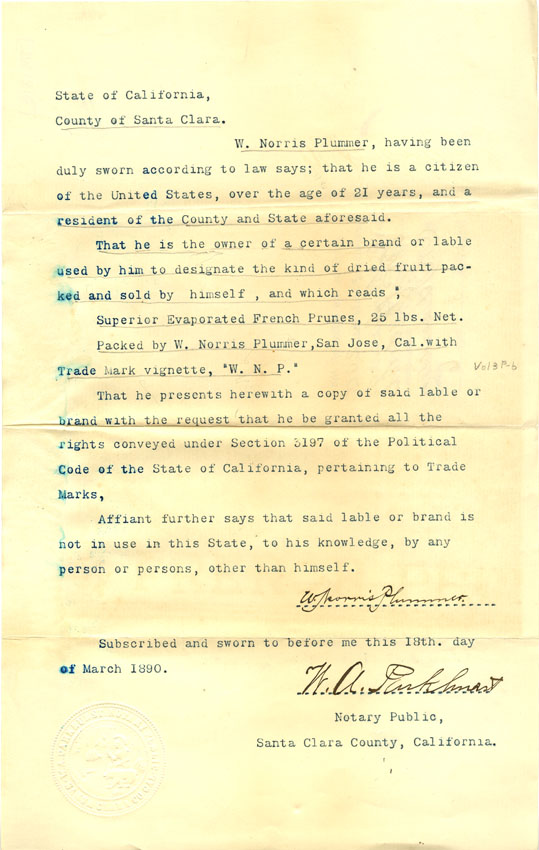 State of California,
County of Santa Clara.
W. Norris Plummer, having been
duly sworn according to law says; that he is a citizen
of the United States, over the age of 21 years, and a
resident of the County and State aforesaid.
That he is the owner of a certain brand or lable
used by him to designate the kind of dried fruit pac-
ked and sold by himself , and which reads ";
Superior Evaporated French Prunes, 25 lbs. Net.
Packed by W. Norris Plummer,San Jose, Cal.with
Trade Mark vignette, "W. N. P."
Vol3 P-6
That he presents herewith a copy of said lable or
brand with the request that he be granted all the
rights conveyed under Section 3197 of the Political
Code of the State of California, pertaining to Trade
Marks,
Affiant further says that said lable or brand is
not in use in this State, to his knowledge, by any
person or persons, other than himself.
W. Norris Plummer.
Subscribed and sworn to before me this 18th. day
of March 1890.
W. A. Parkhurst
Notary Public,
Santa Clara County, California.